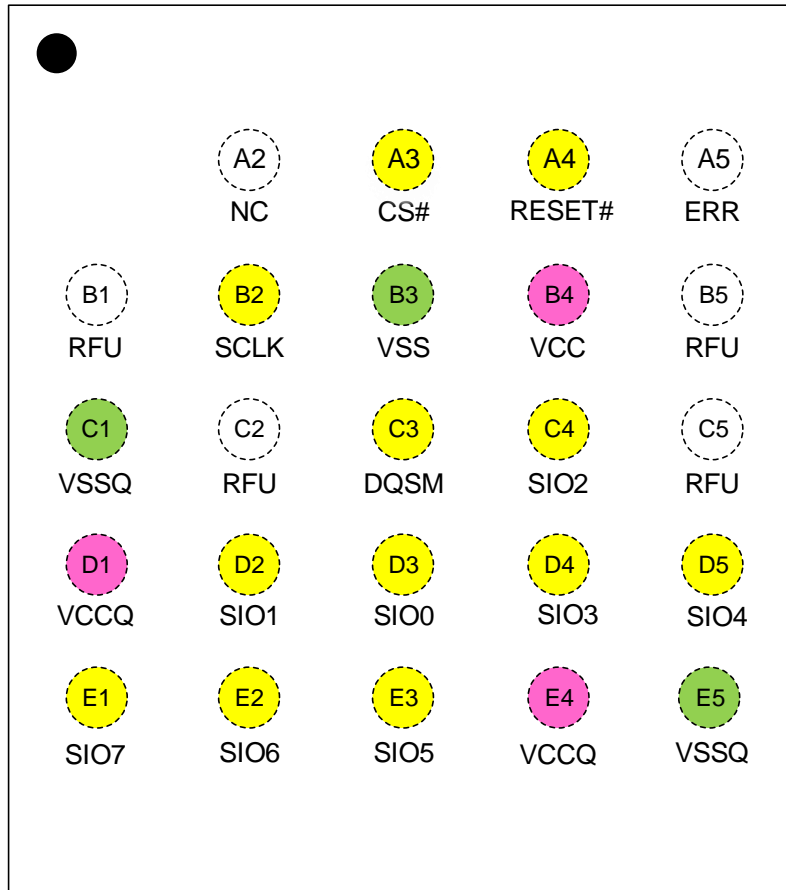 A2 A3 A4 A5
NC CS# RESET# ERR
B1 B2 B3 B4 B5
RFU SCLK VSS VCC RFU
C1 C2 C3 C4 C5
VSSQ RFU DQSM SIO2 RFU
D1 D2 D3 D4 D5
VCCQ SIO1 SIO0 SIO3 SIO4
E1 E2 E3 E4 E5
SIO7 SIO6 SIO5 VCCQ VSSQ